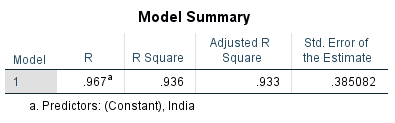 Model Summary
Adjusted R Std. Error of
Model R R Square Square the Estimate
1 .967a .936 .933 .385082
a. Predictors: (Constant), India